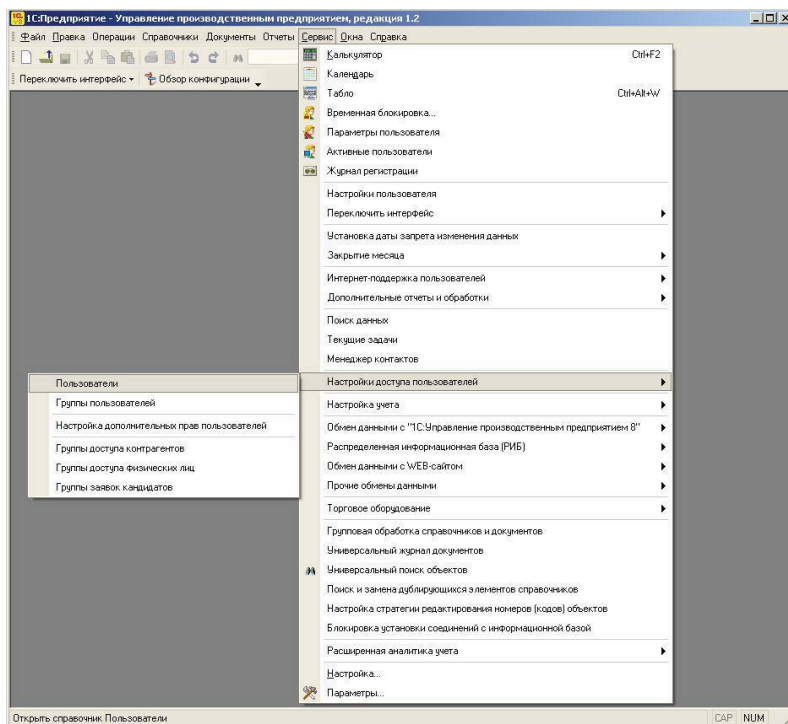 1С:Предприятие - Управление производственным предприятием, редакция 1.2
Файл Правка Операции Справочники Документы Отчеты Сервис Окна Справка
Переключить интерфейс Обзор конфигурации
Калькулятор Ctrl+F2
Календарь
Табло Ctrl+Alt+W
Временная блокировка...
Параметры пользователя
Активные пользователи
Журнал регистрации
Настройки пользователя
Переключить интерфейс
Установка даты запрета изменения данных
Закрытие месяца
Интернет-поддержка пользователей
Дополнительные отчеты и обработки
Поиск данных
Текущие задачи
Менеджер контактов
Настройки доступа пользователей
Пользователи
Группы пользователей
Настройка дополнительных прав пользователей
Группы доступа контрагентов
Группы доступа физических лиц
Группы заявок кандидатов
Настройка учета
Обмен данными с "1С:Управление производственным предприятием 8"
Распределенная информационная база (РИБ)
Обмен данными с WEB-сайтом
Прочие обмены данными
Торговое оборудование
Групповая обработка справочников и документов
Универсальный журнал документов
Универсальный поиск объектов
Поиск и замена дублирующихся элементов справочников
Настройка стратегии редактирования номеров (кодов) объектов
Блокировка установки соединений с информационной базой
Расширенная аналитика учета
Настройка...
Параметры...
Открыть справочник Пользователи CAP NUM